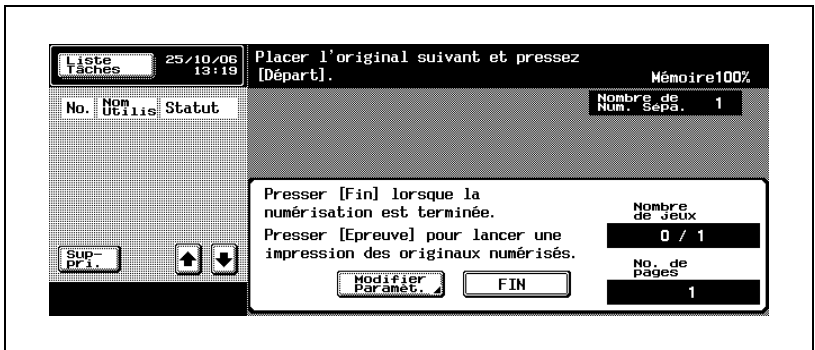 Liste
Tâches
25/10/06
13:19
Placer l'original suivant et pressez
[Départ].
Mémoire100%
No.
Nom
Utilis
Statut
Nombre de
Num. Sépa.
1
Presser [Fin] lorsque la
numérisation est terminée.
Presser [Epreuve] pour lancer une
impression des originaux numérisés.
Nombre
de jeux
0 / 1
No. de
pages
1
Sup-
pri.
Modifier
Paramèt.
FIN